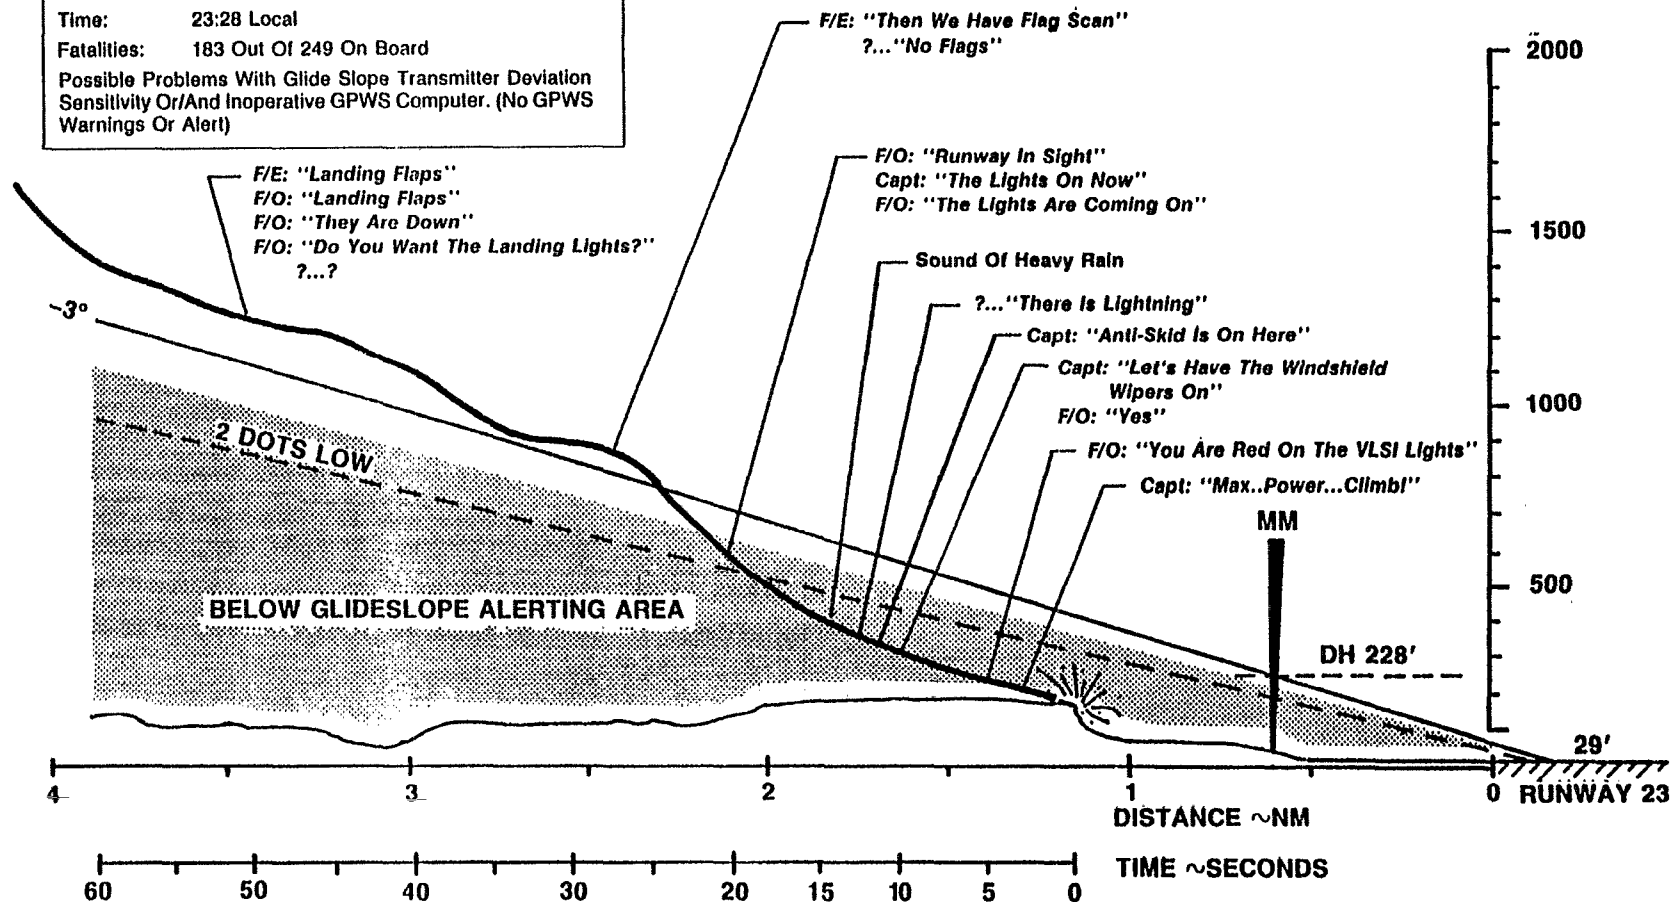 Time: 23:28 Local
Fatalities: 183 Out Of 249 On Board
Possible Problems With Glide Slope Transmitter Deviation
Sensitivity Or/And Inoperative GPWS Computer. (No GPWS
Warnings Or Alert)
F/E: "Then We Have Flag Scan"
?..."No Flags"
2000
F/O: "Runway In Sight"
Capt: "The Lights On Now"
F/O: "The Lights Are Coming On"
F/E: "Landing Flaps"
F/O: "Landing Flaps"
F/O: "They Are Down"
F/O: "Do You Want The Landing Lights?"
?...?
1500
Sound Of Heavy Rain
?..."There Is Lightning"
-3°
Capt: "Anti-Skid Is On Here"
Capt: "Let's Have The Windshield
Wipers On"
F/O: "Yes"
1000
2 DOTS LOW
F/O: "You Are Red On The VLSI Lights"
Capt: "Max..Power...Climb!"
MM
500
BELOW GLIDESLOPE ALERTING AREA
DH 228'
29'
4 3 2 1 0 RUNWAY 23
DISTANCE ~NM
60 50 40 30 20 15 10 5 0
TIME ~SECONDS